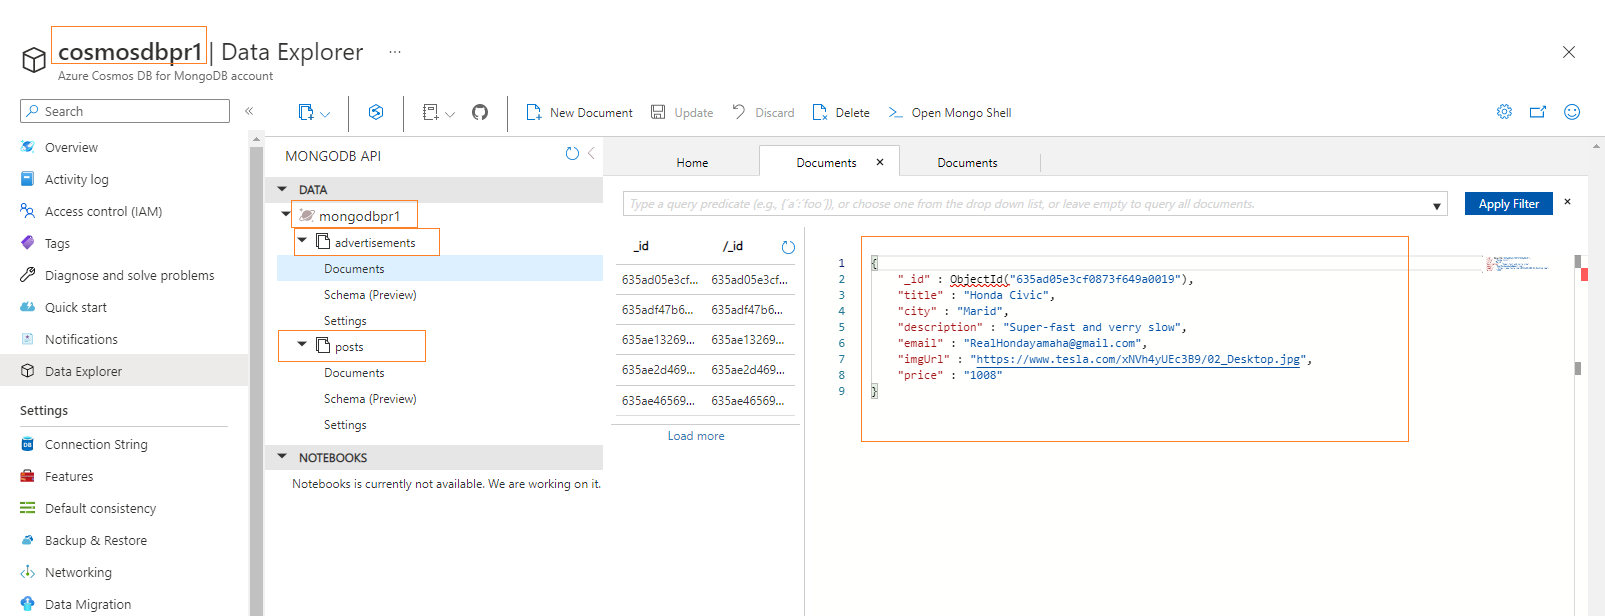 cosmosdbpr1 | Data Explorer ...
Azure Cosmos DB for MongoDB account
Search
Overview
Activity log
Access control (IAM)
Tags
Diagnose and solve problems
Quick start
Notifications
Data Explorer
Settings
Connection String
Features
Default consistency
Backup & Restore
Networking
Data Migration
New Document
Update
Discard
Delete
Open Mongo Shell
MONGODB API
DATA
mongodbpr1
advertisements
Documents
Schema (Preview)
Settings
posts
Documents
Schema (Preview)
Settings
NOTEBOOKS
Notebooks is currently not available. We are working on it.
Home
Documents
Documents
Type a query predicate (e.g., {´a´:´foo´}), or choose one from the drop down list, or leave empty to query all documents.
Apply Filter
_id /_id
635ad05e3cf... 635ad05e3cf...
635adf47b6... 635adf47b6...
635ae13269... 635ae13269...
635ae2d469... 635ae2d469...
635ae46569... 635ae46569...
Load more
1 {
2 "_id" : ObjectId("635ad05e3cf0873f649a0019"),
3 "title" : "Honda Civic",
4 "city" : "Marid",
5 "description" : "Super-fast and verry slow",
6 "email" : "RealHondayamaha@gmail.com",
7 "imgUrl" : "https://www.tesla.com/xNVh4yUEc3B9/02_Desktop.jpg",
8 "price" : "1008"
9 }